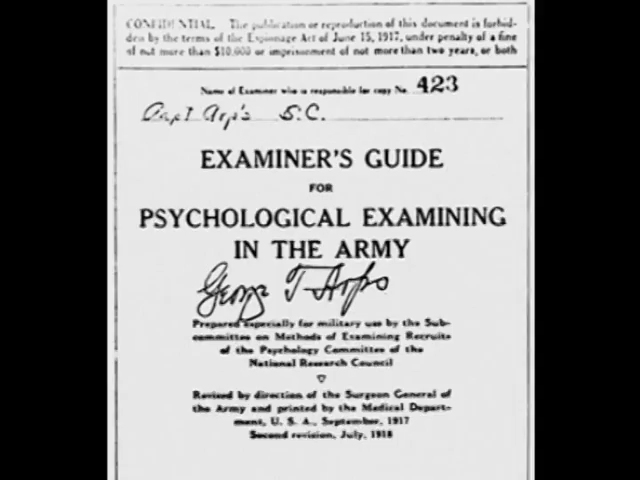 CONFIDENTIAL. The publication or reproduction of this document is forbid-
den by the terms of the Espionage Act of June 15, 1917, under penalty of a fine
of not more than $10,000 or imprisonment of not more than two years, or both
Name of Examiner who is responsible for copy No. 423
Capt Arps S.C.
EXAMINER'S GUIDE
FOR
PSYCHOLOGICAL EXAMINING
IN THE ARMY
George F Arps
Prepared especially for military use by the Sub-
committee on Methods of Examining Recruits
of the Psychology Committee of the
National Research Council
Revised by direction of the Surgeon General of
the Army and printed by the Medical Depart-
ment, U. S. A., September, 1917
Second revision, July, 1918